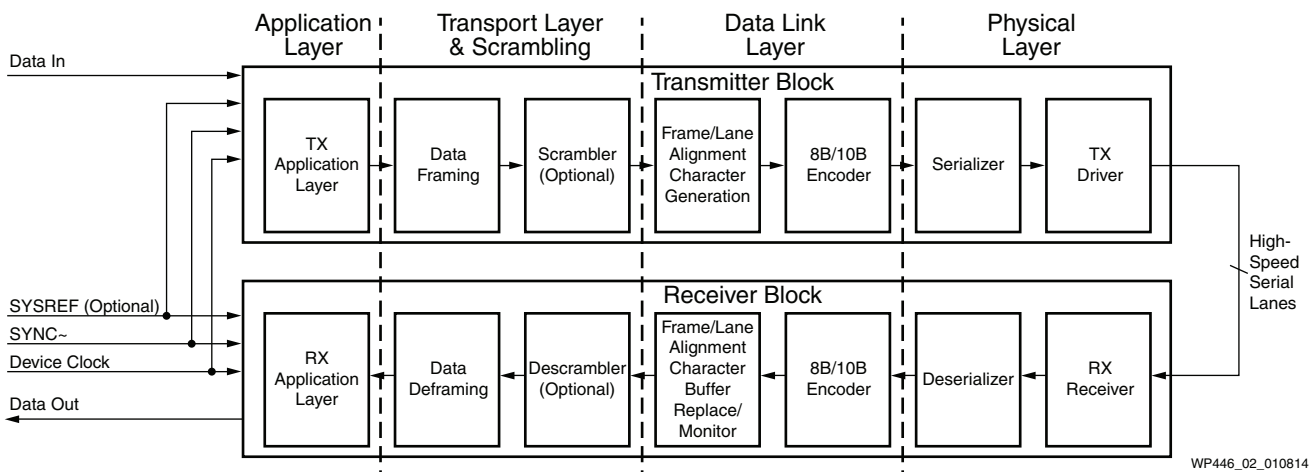 Application
Layer
Transport Layer
& Scrambling
Data Link
Layer
Physical
Layer
Data In
Transmitter Block
TX
Application
Layer
Data
Framing
Scrambler
(Optional)
Frame/Lane
Alignment
Character
Generation
8B/10B
Encoder
Serializer
TX
Driver
High-
Speed
Serial
Lanes
SYSREF (Optional)
SYNC~
Device Clock
Data Out
Receiver Block
RX
Application
Layer
Data
Deframing
Descrambler
(Optional)
Frame/Lane
Alignment
Character
Buffer
Replace/
Monitor
8B/10B
Encoder
Deserializer
RX
Receiver
WP446_02_010814